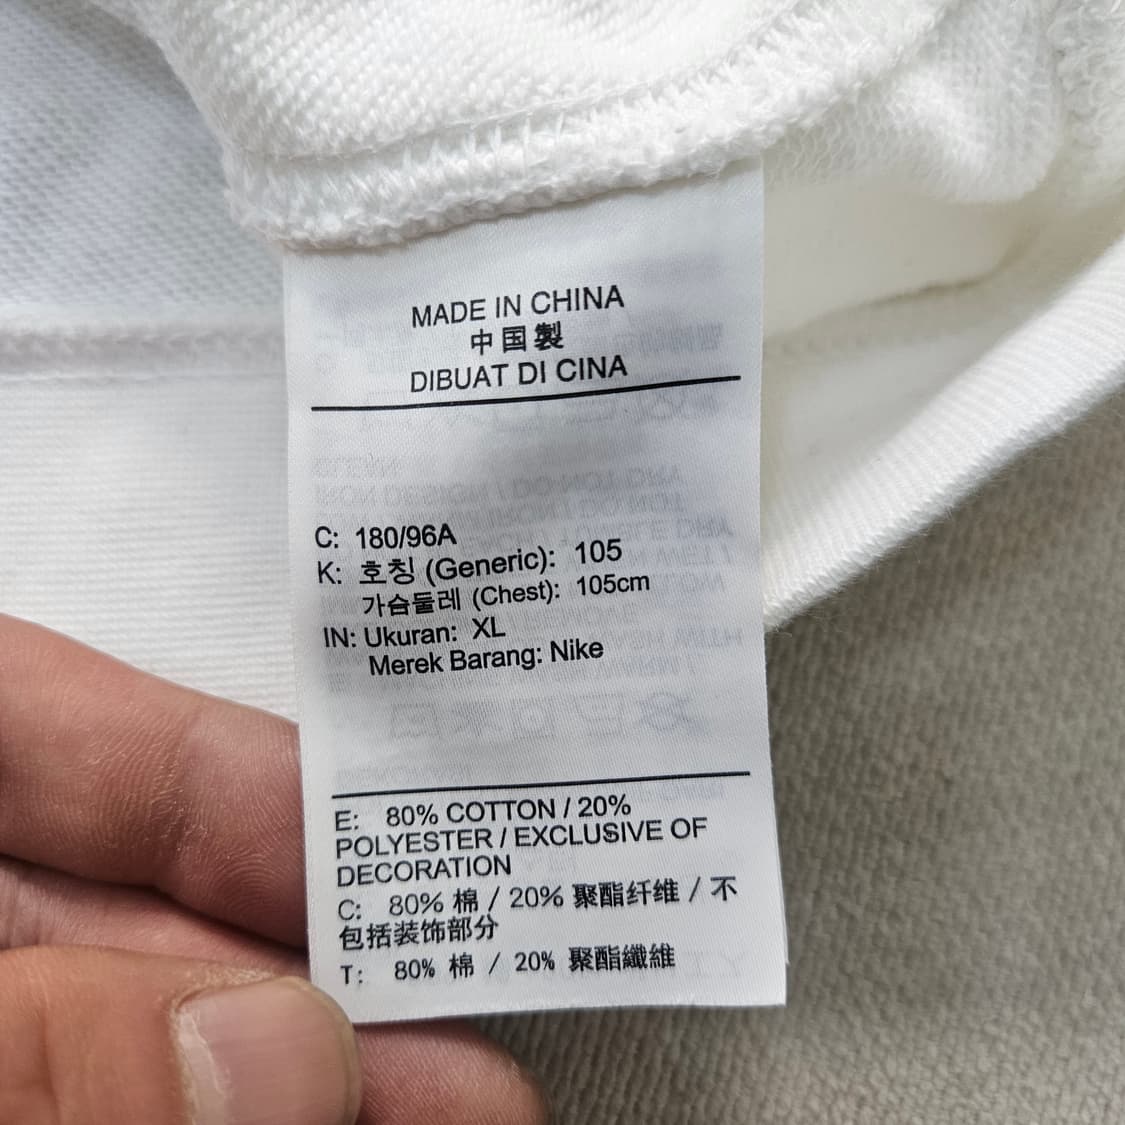 MADE IN CHINA
中国製
DIBUAT DI CINA
C: 180/96A
K: 호칭 (Generic): 105
가슴둘레 (Chest): 105cm
IN: Ukuran: XL
Merek Barang: Nike
E: 80% COTTON / 20%
POLYESTER / EXCLUSIVE OF
DECORATION
C: 80% 棉 / 20% 聚酯纤维 / 不
包括装饰部分
T: 80% 棉 / 20% 聚酯纖維